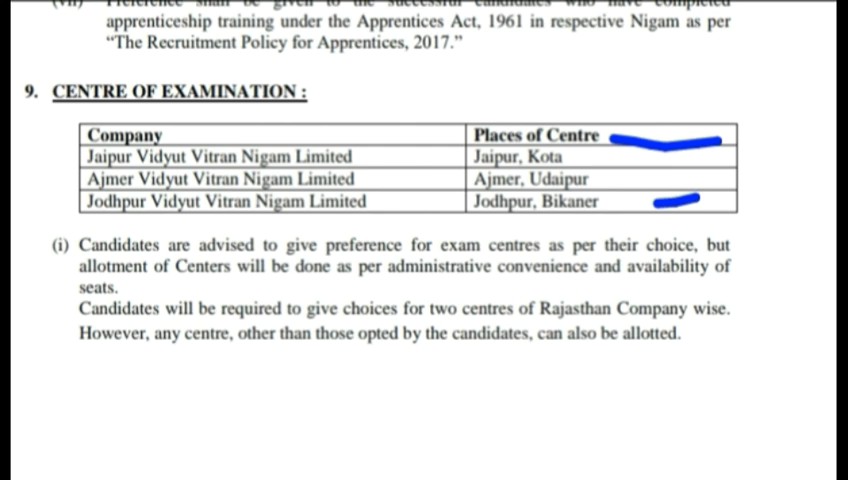 apprenticeship training under the Apprentices Act, 1961 in respective Nigam as per
"The Recruitment Policy for Apprentices, 2017."
9. CENTRE OF EXAMINATION :
Company Places of Centre
Jaipur Vidyut Vitran Nigam Limited Jaipur, Kota
Ajmer Vidyut Vitran Nigam Limited Ajmer, Udaipur
Jodhpur Vidyut Vitran Nigam Limited Jodhpur, Bikaner
(i) Candidates are advised to give preference for exam centres as per their choice, but
allotment of Centers will be done as per administrative convenience and availability of
seats.
Candidates will be required to give choices for two centres of Rajasthan Company wise.
However, any centre, other than those opted by the candidates, can also be allotted.